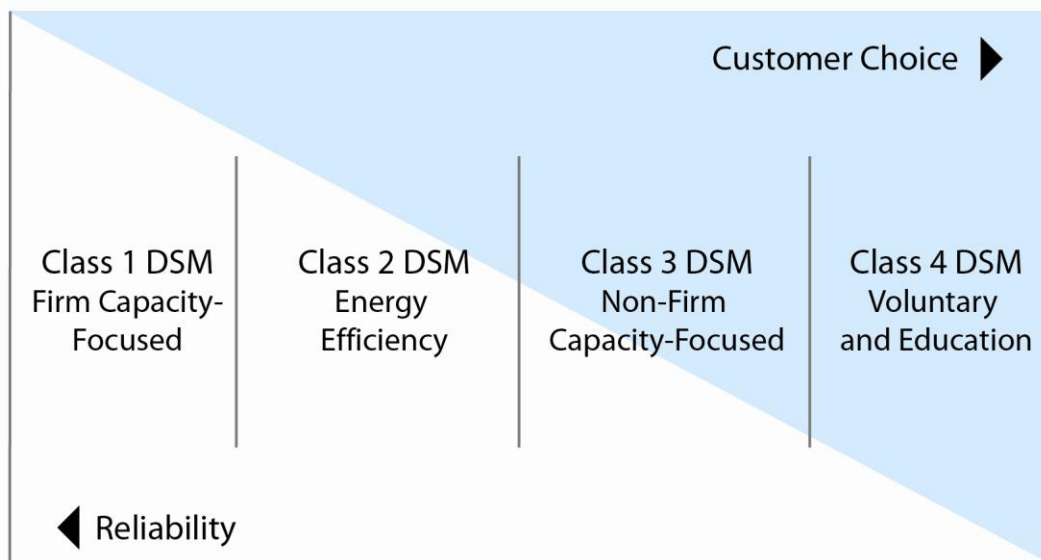 Customer Choice
Class 1 DSM
Firm Capacity-
Focused
Class 2 DSM
Energy
Efficiency
Class 3 DSM
Non-Firm
Capacity-Focused
Class 4 DSM
Voluntary
and Education
Reliability